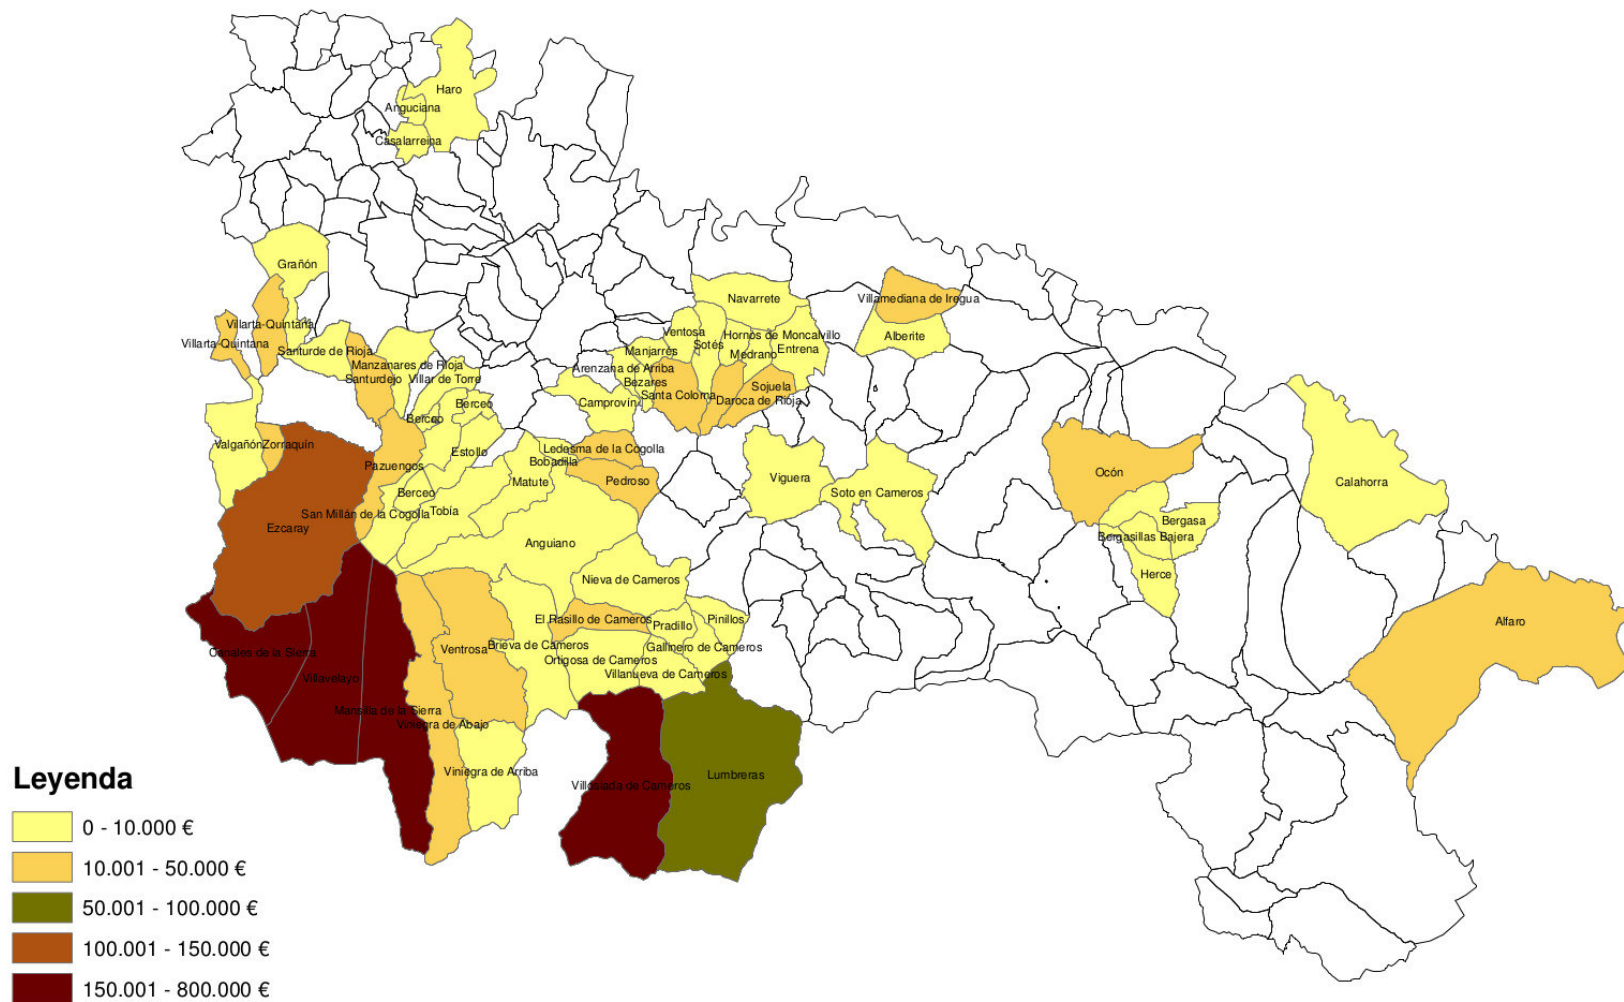 Haro
Anguciana
Casalarreina
Grañón
Navarrete
Villamediana de Iregua
Villarta-Quintana
Villarta-Quintana
Ventosa
Hornos de Moncalvillo
Alberite
Santurde de Rioja
Manjarrés
Sotés
Medrano
Entrena
Manzanares de Rioja
Arenzana de Arriba
Santurdejo
Villar de Torre
Bezares
Sojuela
Santa Coloma
Daroca de Rioja
Berceo
Camprovín
Berceo
Valgañón
Zorraquín
Estollo
Ledesma de la Cogolla
Bobadilla
Pazuengos
Ocón
Viguera
Matute
Pedroso
Calahorra
Berceo
Soto en Cameros
San Millán de la Cogolla
Tobía
Bergasa
Ezcaray
Bergasillas Bajera
Anguiano
Herce
Nieva de Cameros
El Rasillo de Cameros
Pradillo
Pinillos
Alfaro
Canales de la Sierra
Ventrosa
Brieva de Cameros
Gallinero de Cameros
Ortigosa de Cameros
Villavelayo
Villanueva de Cameros
Mansilla de la Sierra
Viniegra de Abajo
Viniegra de Arriba
Villoslada de Cameros
Lumbreras
Leyenda
0 - 10.000 €
10.001 - 50.000 €
50.001 - 100.000 €
100.001 - 150.000 €
150.001 - 800.000 €